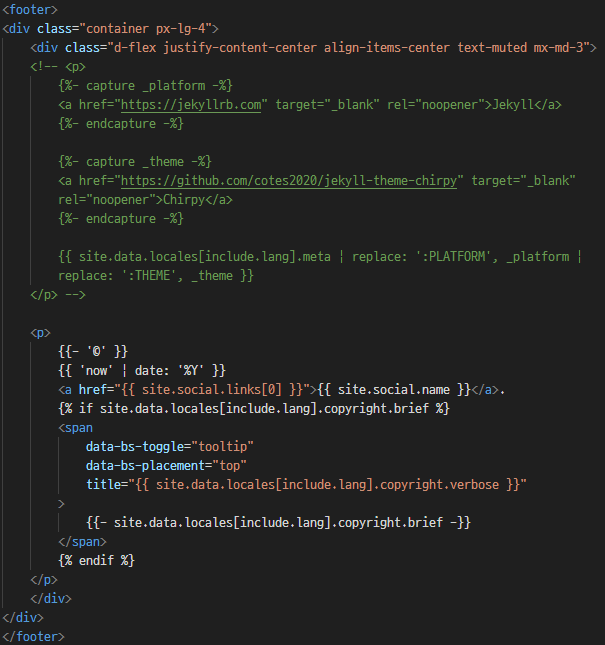 <footer>
<div class="container px-lg-4">
<div class="d-flex justify-content-center align-items-center text-muted mx-md-3">
<!-- <p>
{%- capture _platform -%}
<a href="https://jekyllrb.com" target="_blank" rel="noopener">Jekyll</a>
{%- endcapture -%}
{%- capture _theme -%}
<a href="https://github.com/cotes2020/jekyll-theme-chirpy" target="_blank"
rel="noopener">Chirpy</a>
{%- endcapture -%}
{{ site.data.locales[include.lang].meta | replace: ':PLATFORM', _platform |
replace: ':THEME', _theme }}
</p> -->
<p>
{{- '©' }}
{{ 'now' | date: '%Y' }}
<a href="{{ site.social.links[0] }}">{{ site.social.name }}</a>.
{% if site.data.locales[include.lang].copyright.brief %}
<span
data-bs-toggle="tooltip"
data-bs-placement="top"
title="{{ site.data.locales[include.lang].copyright.verbose }}"
>
{{- site.data.locales[include.lang].copyright.brief -}}
</span>
{% endif %}
</p>
</div>
</div>
</footer>